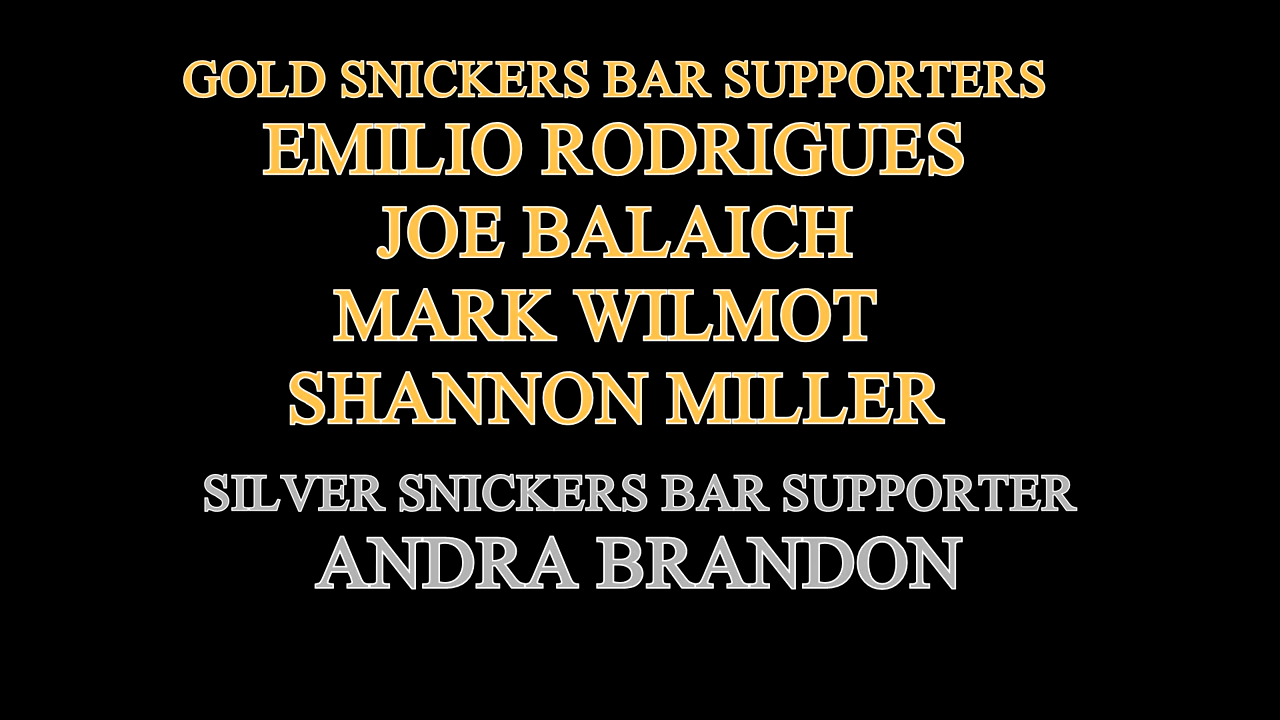 GOLD SNICKERS BAR SUPPORTERS
EMILIO RODRIGUES
JOE BALAICH
MARK WILMOT
SHANNON MILLER
SILVER SNICKERS BAR SUPPORTER
ANDRA BRANDON